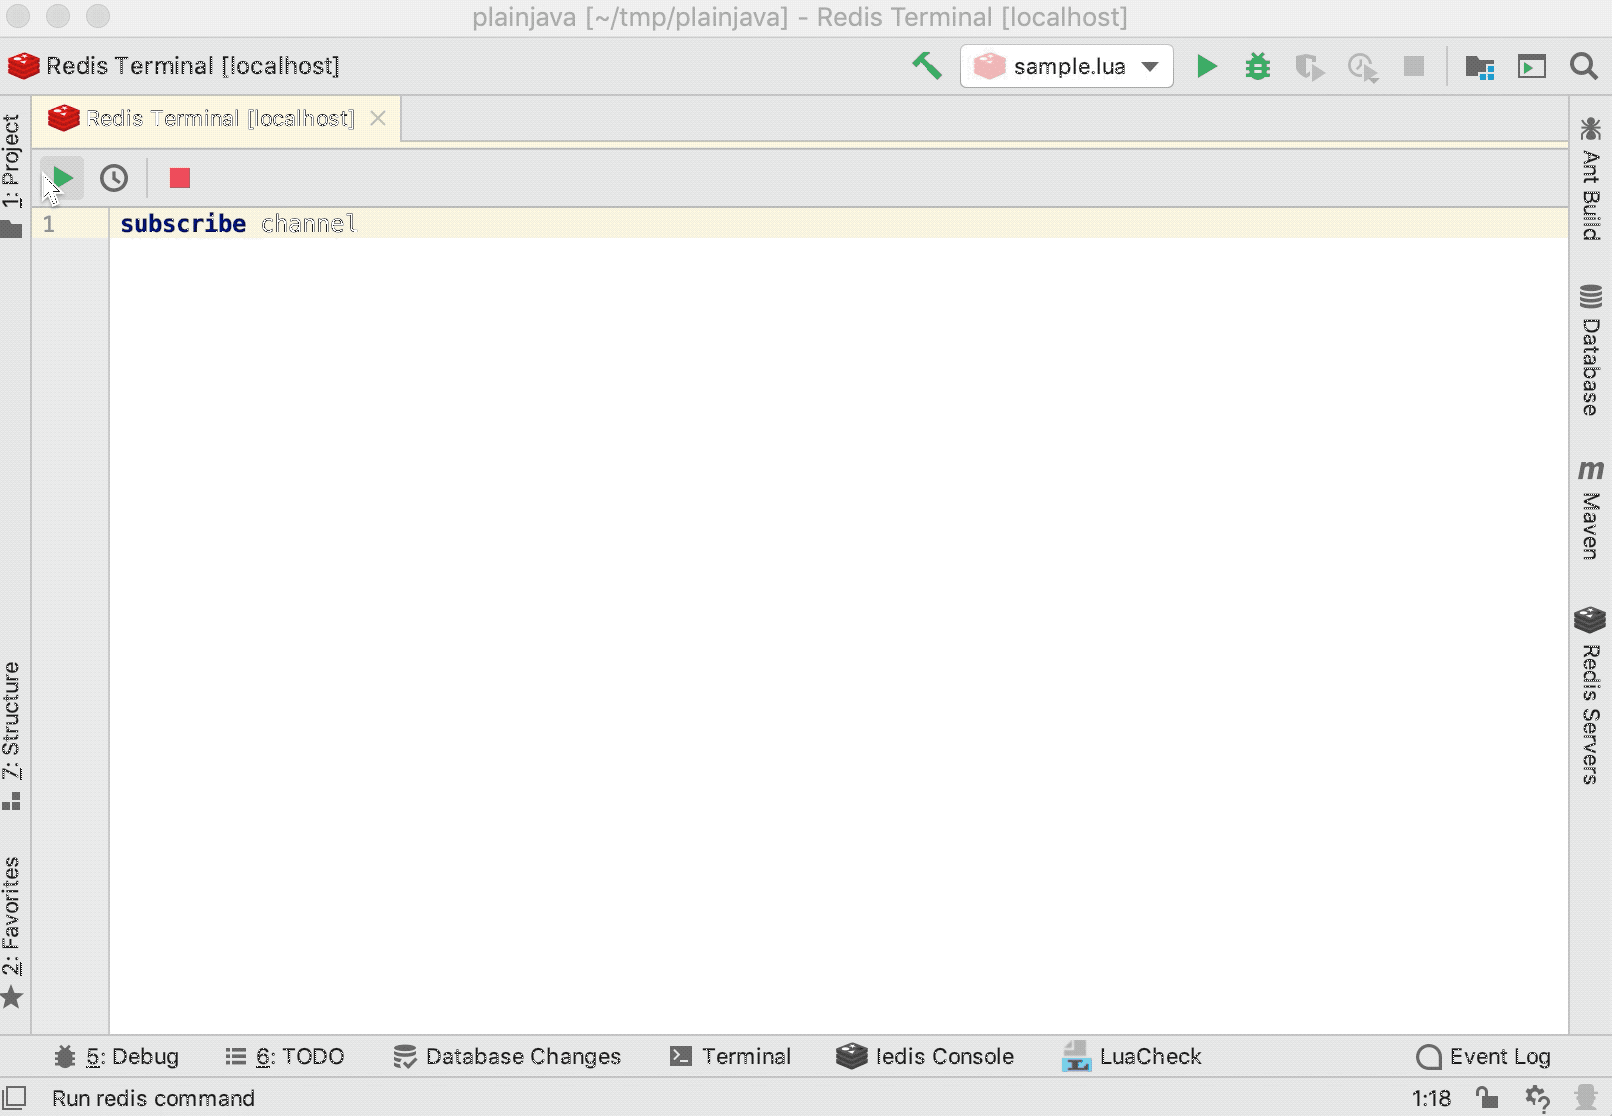 plainjava [~/tmp/plainjava] - Redis Terminal [localhost]
Redis Terminal [localhost]
sample.lua
Redis Terminal [localhost]
1: Project
1 subscribe channel
7: Structure
2: Favorites
Ant Build
Database
m Maven
Redis Servers
5: Debug
6: TODO
Database Changes
Terminal
Iedis Console
LuaCheck
Event Log
Run redis command
1:18